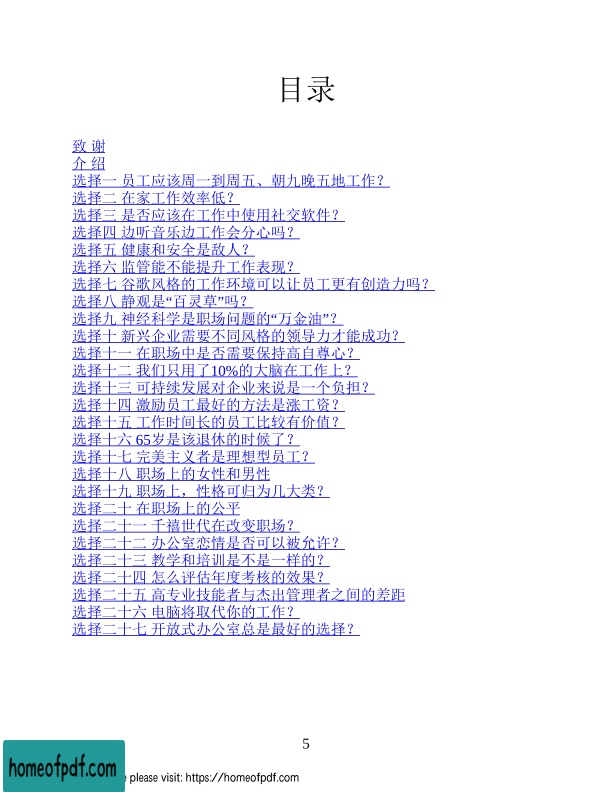 目录
致 谢
介 绍
选择一 员工应该周一到周五、朝九晚五地工作？
选择二 在家工作效率低？
选择三 是否应该在工作中使用社交软件？
选择四 边听音乐边工作会分心吗？
选择五 健康和安全是敌人？
选择六 监管能不能提升工作表现？
选择七 谷歌风格的工作环境可以让员工更有创造力吗？
选择八 静观是“百灵草”吗？
选择九 神经科学是职场问题的“万金油”？
选择十 新兴企业需要不同风格的领导力才能成功？
选择十一 在职场中是否需要保持高自尊心？
选择十二 我们只用了10%的大脑在工作上？
选择十三 可持续发展对企业来说是一个负担？
选择十四 激励员工最好的方法是涨工资？
选择十五 工作时间长的员工比较有价值？
选择十六 65岁是该退休的时候了？
选择十七 完美主义者是理想型员工？
选择十八 职场上的女性和男性
选择十九 职场上，性格可归为几大类？
选择二十 在职场上的公平
选择二十一 千禧世代在改变职场？
选择二十二 办公室恋情是否可以被允许？
选择二十三 教学和培训是不是一样的？
选择二十四 怎么评估年度考核的效果？
选择二十五 高专业技能者与杰出管理者之间的差距
选择二十六 电脑将取代你的工作？
选择二十七 开放式办公室总是最好的选择？
5
homeofpdf.com
please visit: https://homeofpdf.com